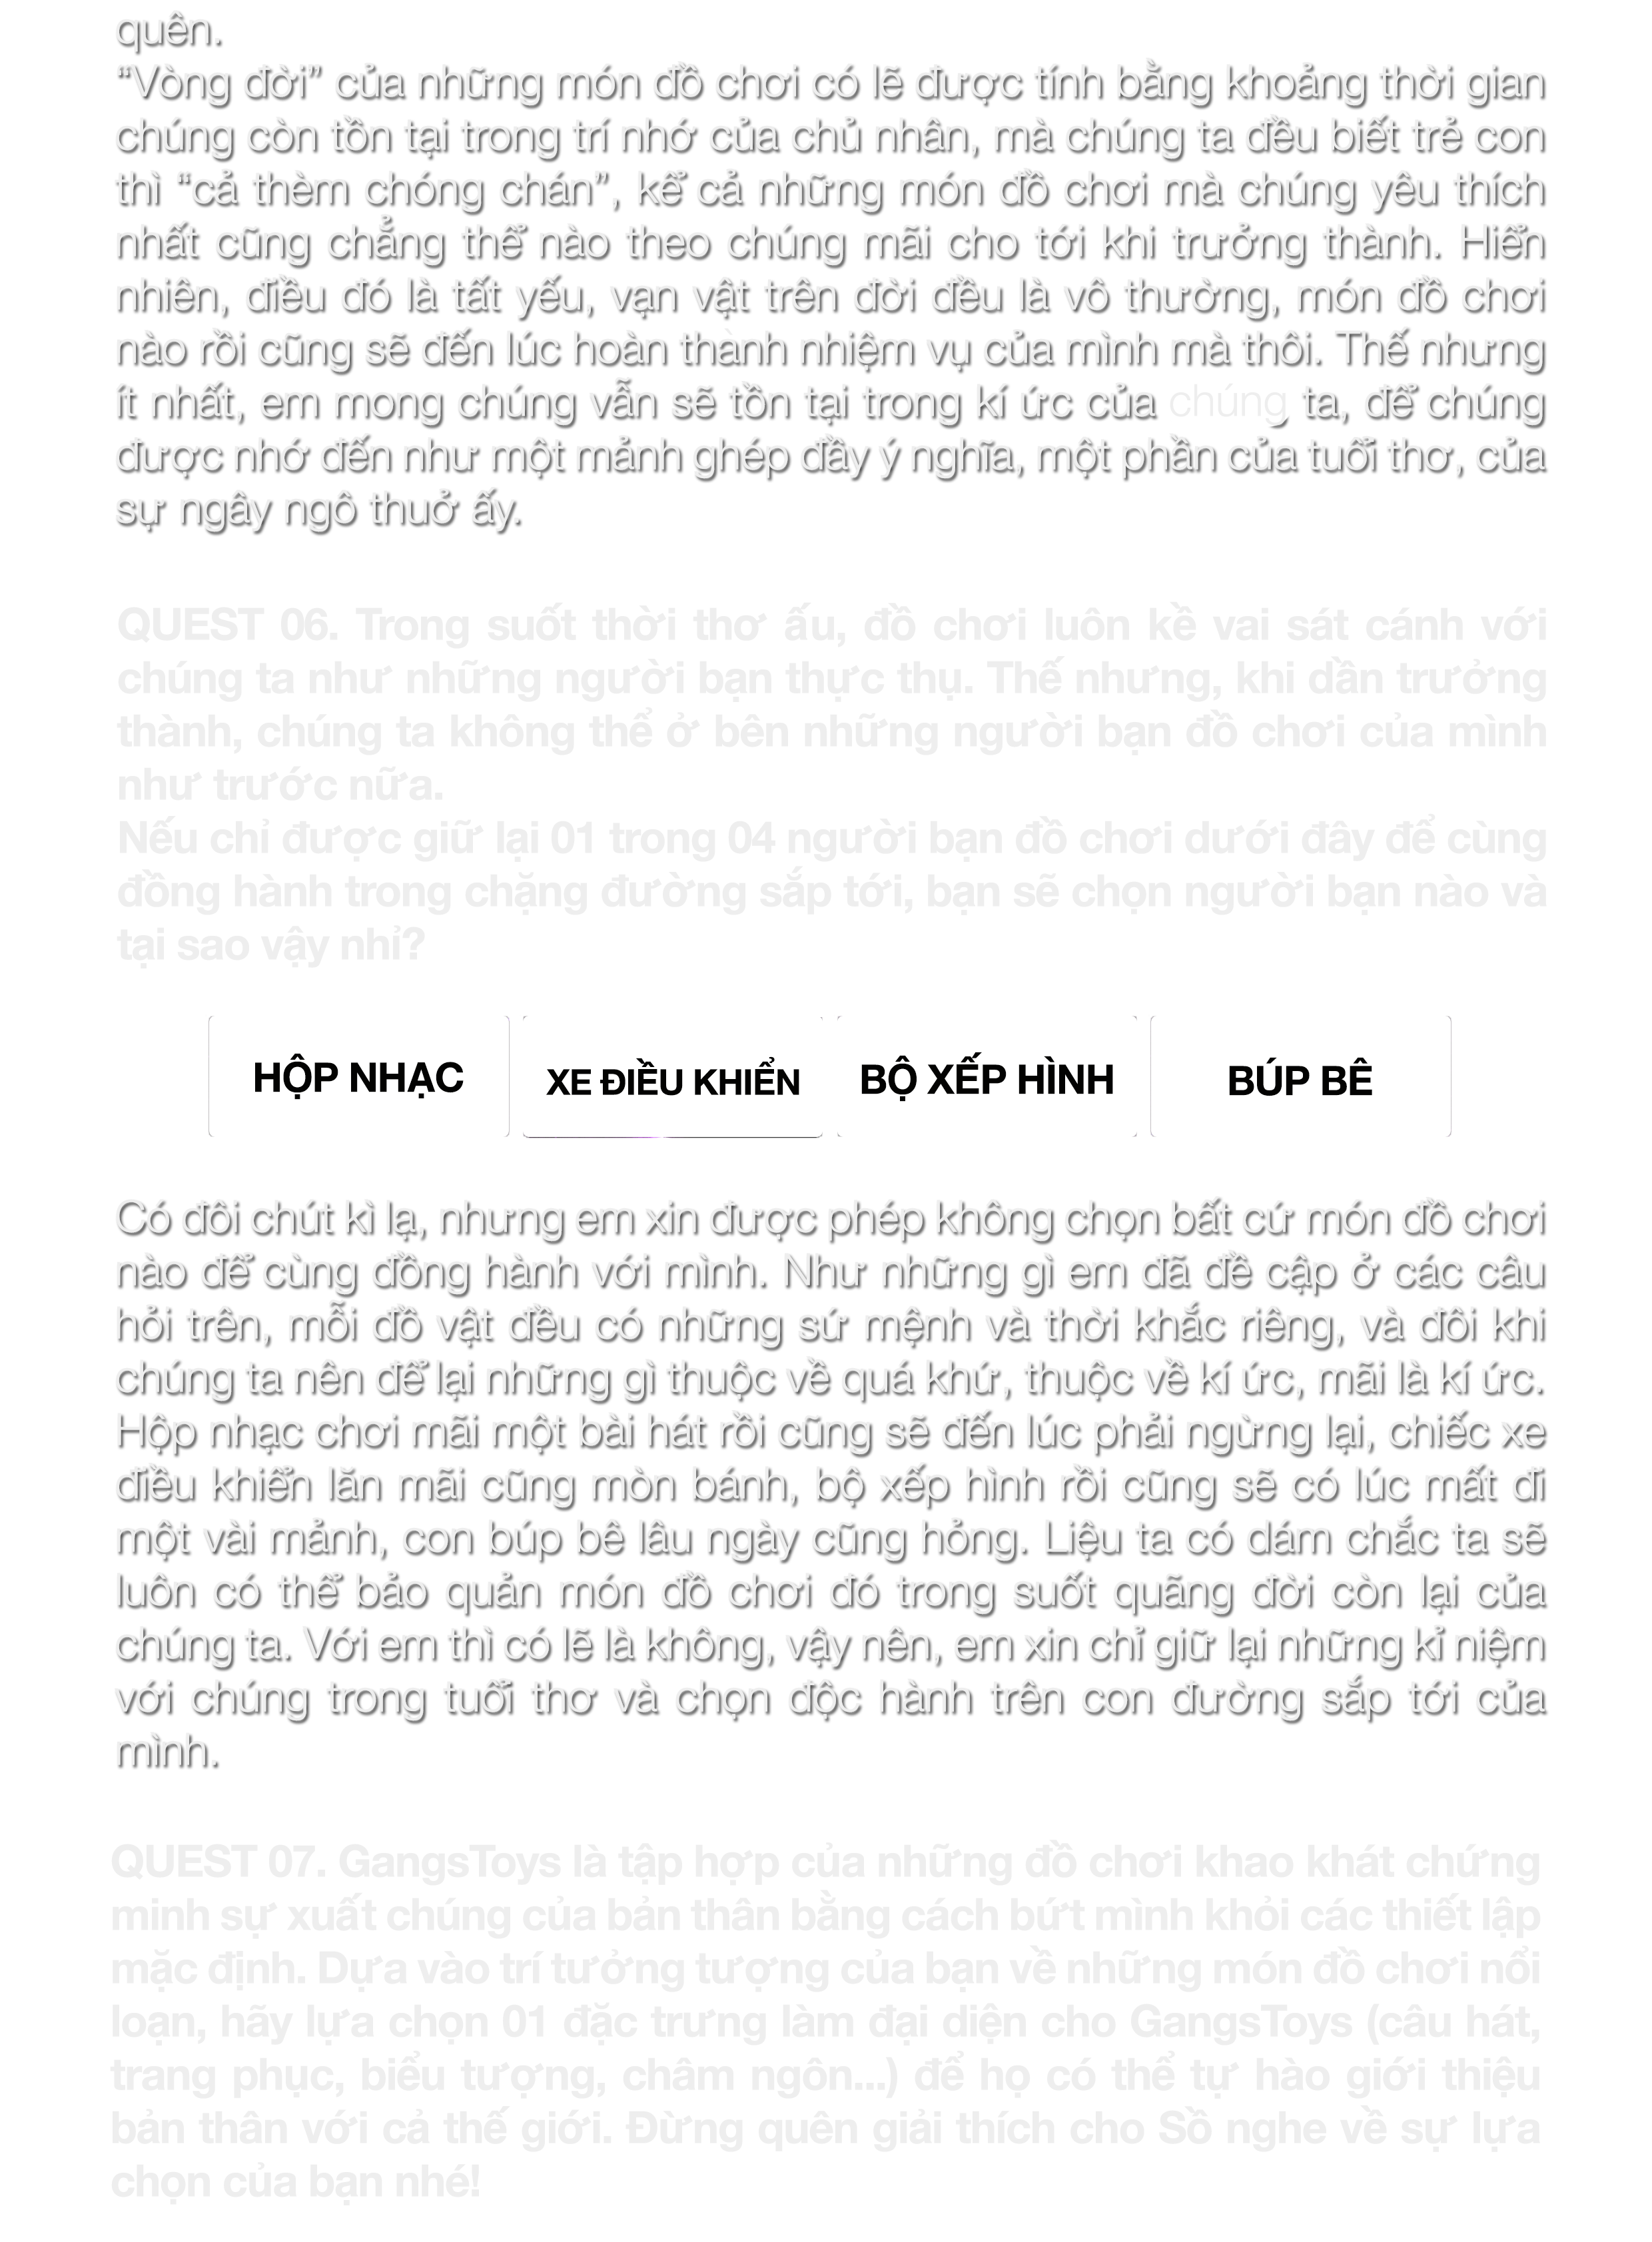 quên.
“Vòng đời” của những món đồ chơi có lẽ được tính bằng khoảng thời gian
chúng còn tồn tại trong trí nhớ của chủ nhân, mà chúng ta đều biết trẻ con
thì “cả thèm chóng chán”, kể cả những món đồ chơi mà chúng yêu thích
nhất cũng chẳng thể nào theo chúng mãi cho tới khi trưởng thành. Hiển
nhiên, điều đó là tất yếu, vạn vật trên đời đều là vô thường, món đồ chơi
nào rồi cũng sẽ đến lúc hoàn thành nhiệm vụ của mình mà thôi. Thế nhưng
ít nhất, em mong chúng vẫn sẽ tồn tại trong kí ức của chúng ta, để chúng
được nhớ đến như một mảnh ghép đầy ý nghĩa, một phần của tuổi thơ, của
sự ngây ngô thuở ấy.
QUEST 06. Trong suốt thời thơ ấu, đồ chơi luôn kề vai sát cánh với
chúng ta như những người bạn thực thụ. Thế nhưng, khi dần trưởng
thành, chúng ta không thể ở bên những người bạn đồ chơi của mình
như trước nữa.
Nếu chỉ được giữ lại 01 trong 04 người bạn đồ chơi dưới đây để cùng
đồng hành trong chặng đường sắp tới, bạn sẽ chọn người bạn nào và
tại sao vậy nhỉ?
HỘP NHẠC
XE ĐIỀU KHIỂN
BỘ XẾP HÌNH
BÚP BÊ
Có đôi chút kì lạ, nhưng em xin được phép không chọn bất cứ món đồ chơi
nào để cùng đồng hành với mình. Như những gì em đã đề cập ở các câu
hỏi trên, mỗi đồ vật đều có những sứ mệnh và thời khắc riêng, và đôi khi
chúng ta nên để lại những gì thuộc về quá khứ, thuộc về kí ức, mãi là kí ức.
Hộp nhạc chơi mãi một bài hát rồi cũng sẽ đến lúc phải ngừng lại, chiếc xe
điều khiển lăn mãi cũng mòn bánh, bộ xếp hình rồi cũng sẽ có lúc mất đi
một vài mảnh, con búp bê lâu ngày cũng hỏng. Liệu ta có dám chắc ta sẽ
luôn có thể bảo quản món đồ chơi đó trong suốt quãng đời còn lại của
chúng ta. Với em thì có lẽ là không, vậy nên, em xin chỉ giữ lại những kỉ niệm
với chúng trong tuổi thơ và chọn độc hành trên con đường sắp tới của
mình.
QUEST 07. GangsToys là tập hợp của những đồ chơi khao khát chứng
minh sự xuất chúng của bản thân bằng cách bứt mình khỏi các thiết lập
mặc định. Dựa vào trí tưởng tượng của bạn về những món đồ chơi nổi
loạn, hãy lựa chọn 01 đặc trưng làm đại diện cho GangsToys (câu hát,
trang phục, biểu tượng, châm ngôn...) để họ có thể tự hào giới thiệu
bản thân với cả thế giới. Đừng quên giải thích cho Sồ nghe về sự lựa
chọn của bạn nhé!